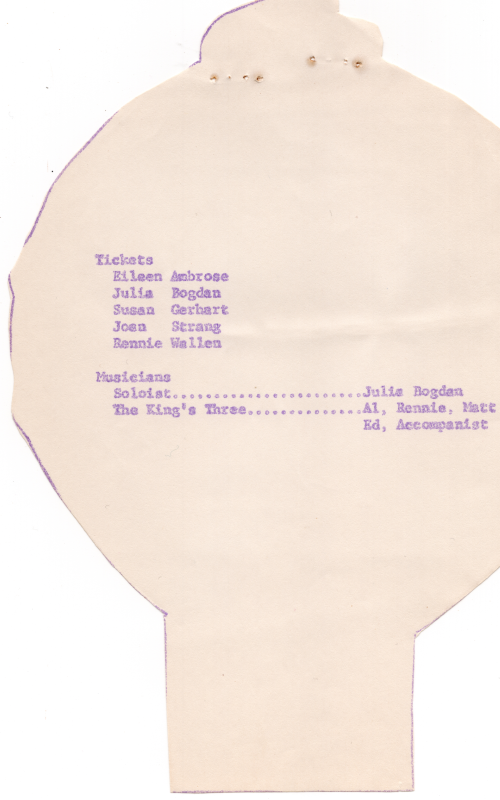 Tickets
Eileen Ambrose
Julia Bogdan
Susan Gerhart
Joan Strang
Rennie Wallen
Musicians
Soloist........................Julia Bogdan
The King's Three..............Al, Rennie, Matt
Ed, Accompanist